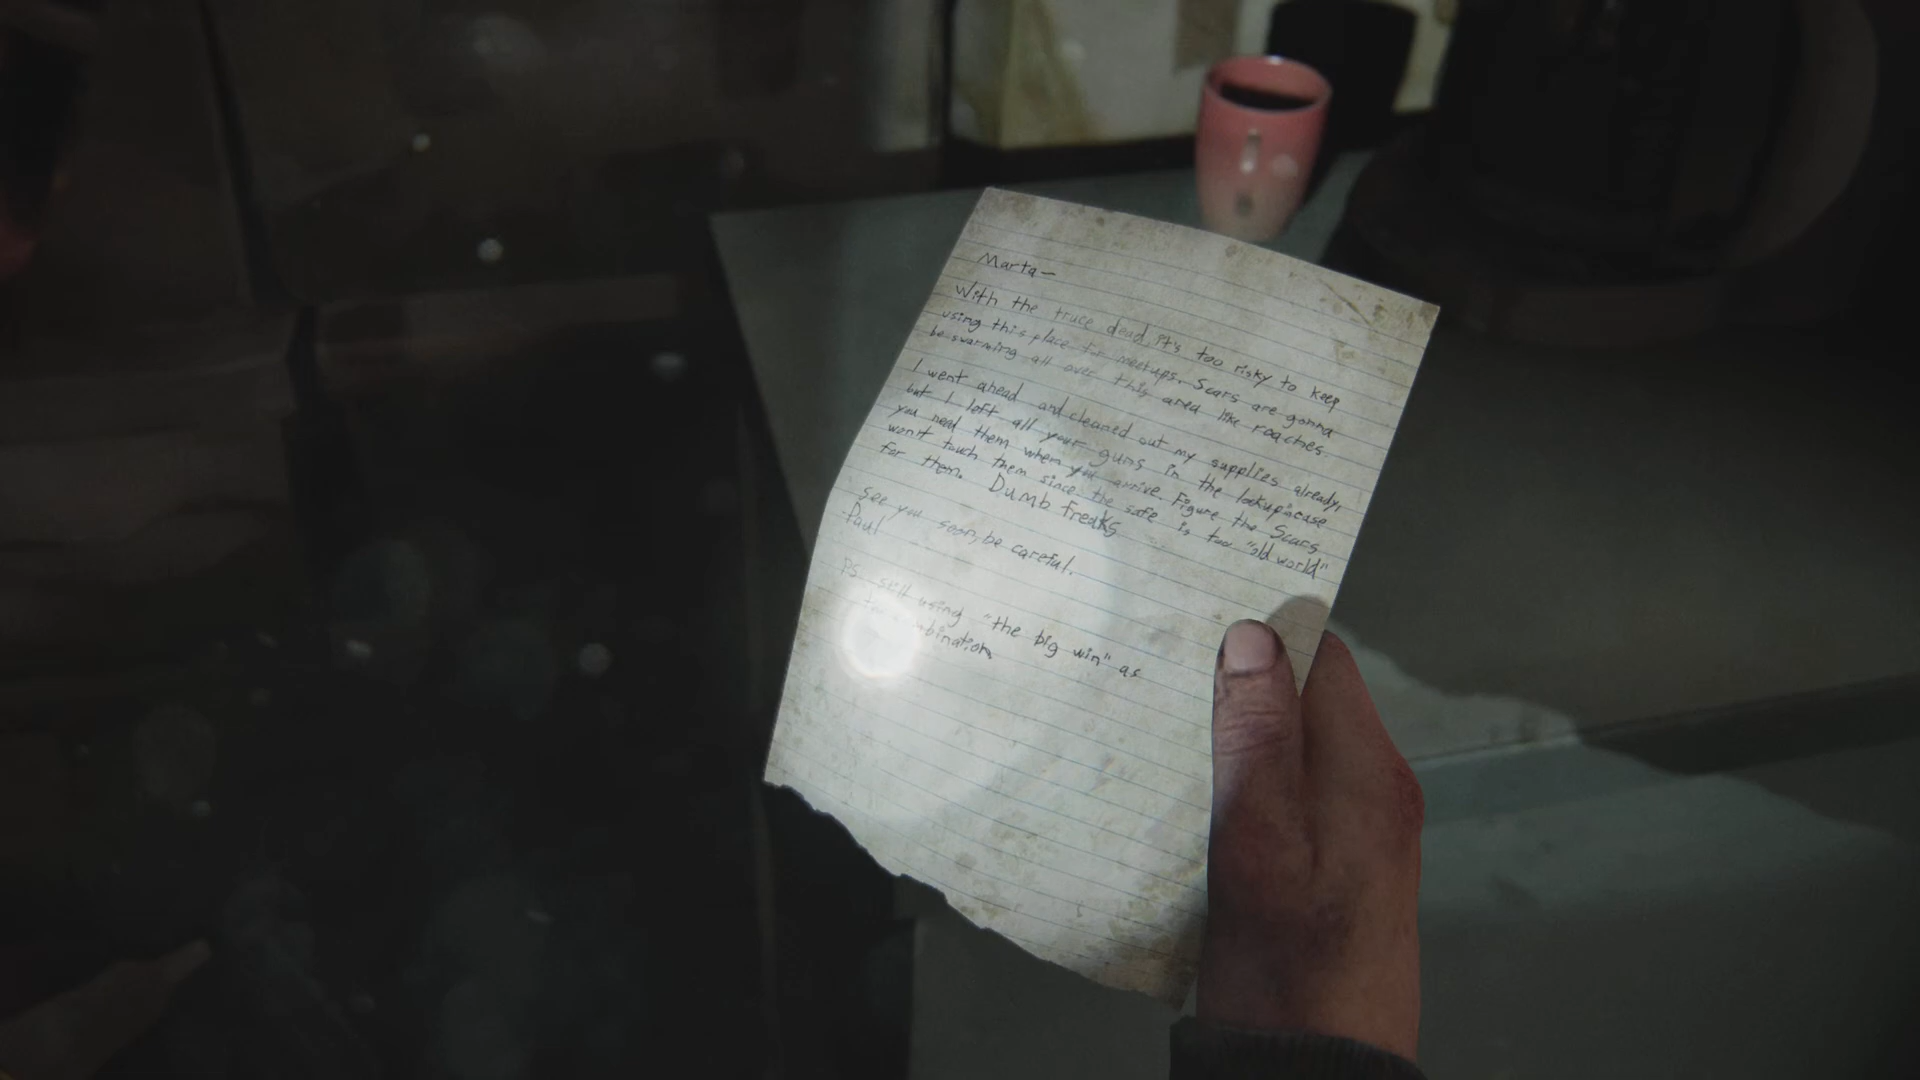 Marta-
With the truce dead, it's too risky to keep
using this place for meetups. Scars are gonna
be swarming all over this area like roaches.
I went ahead and cleaned out my supplies already,
but I left all your guns in the lockup in case
you need them when you arrive. Figure the Scars
won't touch them since the safe is too "old world"
for them. Dumb freaks
See you soon, be careful.
-Paul
PS. still using "the big win" as
combination